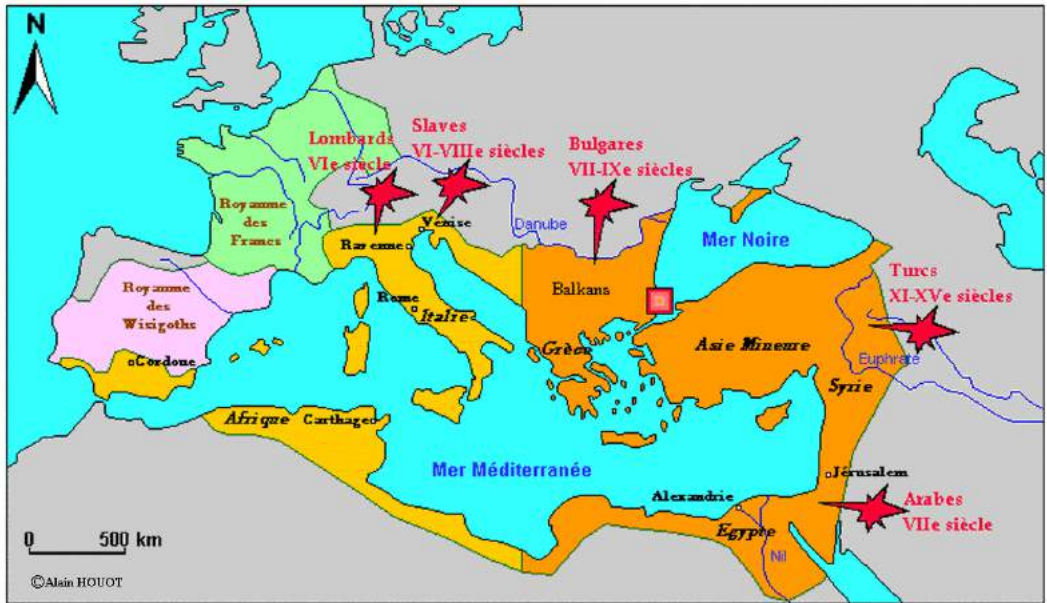 N
Lombards
VIe siècle
Slaves
VI-VIIIe siècles
Bulgares
VII-IXe siècles
Royaume
des
Francs
Venise
Ravenne
Danube
Mer Noire
Turcs
XI-XVe siècles
Royaume
des
Wisigoths
Rome
Italie
Balkans
Grèce
Asie Mineure
Euphrate
Syrie
Cordoue
Afrique
Carthage
Mer Méditerranée
Jérusalem
Alexandrie
Egypte
Nil
Arabes
VIIe siècle
0 500 km
©Alain HOUOT